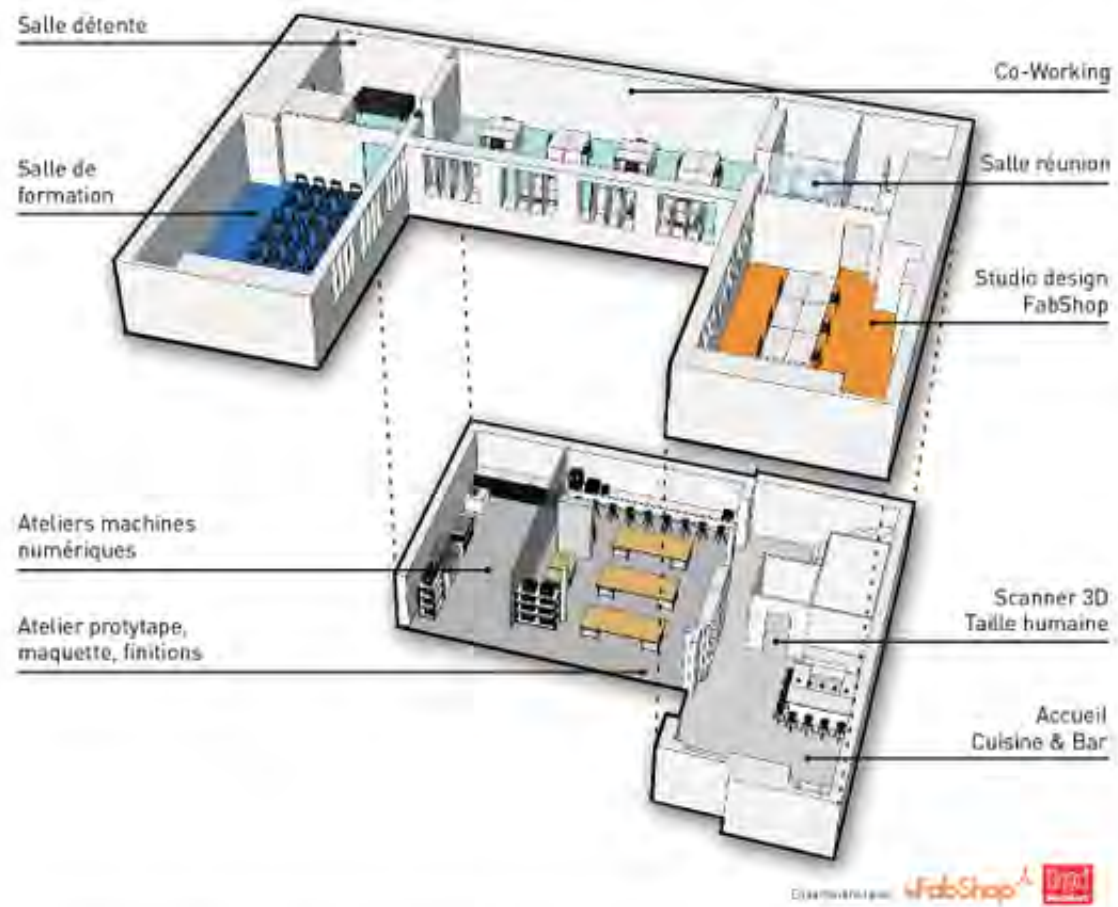 Salle détente
Co-Working
Salle de
formation
Salle réunion
Studio design
FabShop
Ateliers machines
numériques
Atelier protytape,
maquette, finitions
Scanner 3D
Taille humaine
Accueil
Cuisine & Bar
FabShop